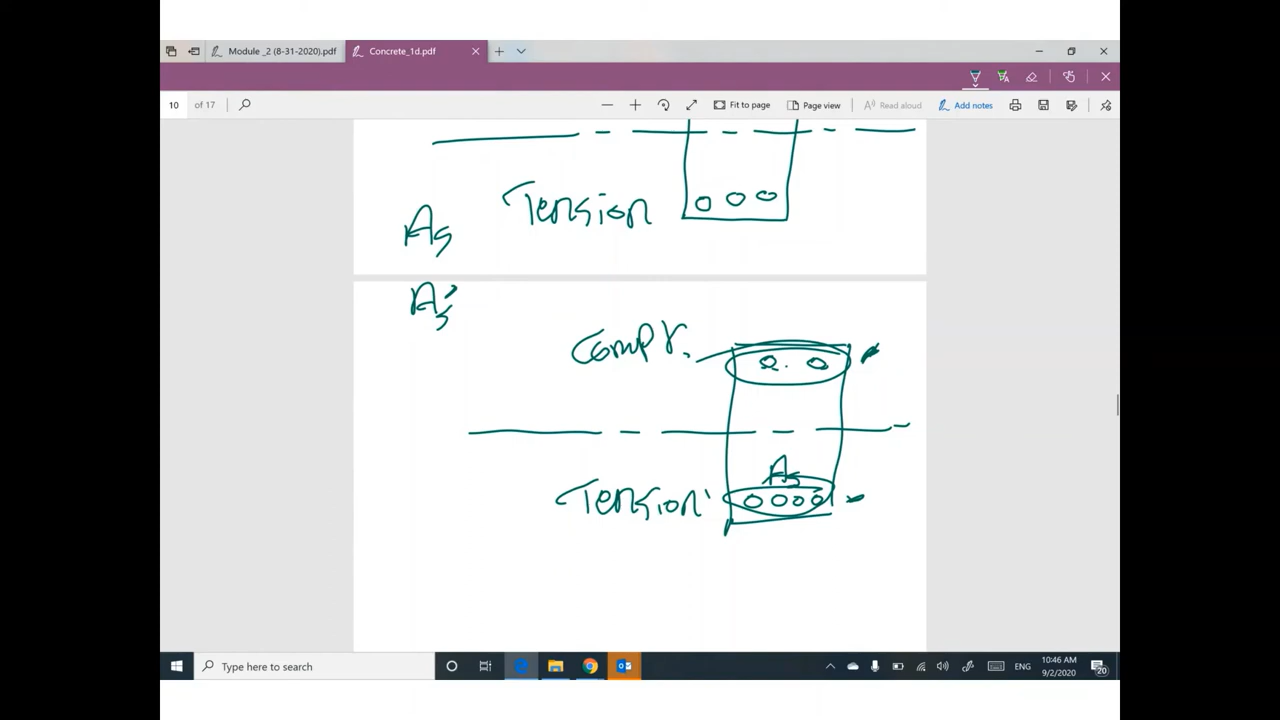 Module _2 (8-31-2020).pdf
Concrete_1d.pdf
10 of 17
Fit to page
Page view
Read aloud
Add notes
Tension
As
As'
Compr.
As
Tension
Type here to search
ENG
10:46 AM
9/2/2020
20